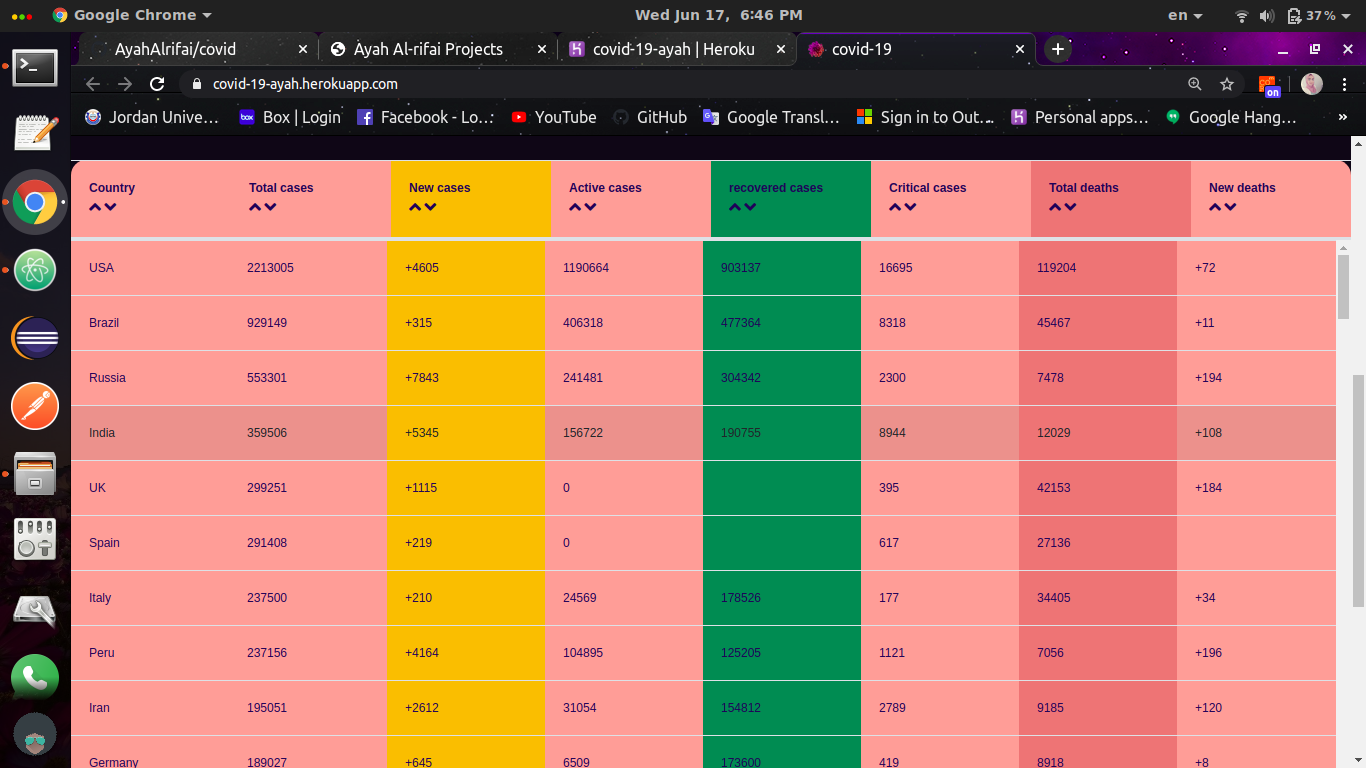 Google Chrome Wed Jun 17, 6:46 PM en 37%
AyahAlrifai/covid Ayah Al-rifai Projects covid-19-ayah | Heroku covid-19
covid-19-ayah.herokuapp.com on
Jordan Unive... box Box | Login Facebook - Lo... YouTube GitHub Google Transl... Sign in to Out... Personal apps... Google Hang... »
Country Total cases New cases Active cases recovered cases Critical cases Total deaths New deaths
USA 2213005 +4605 1190664 903137 16695 119204 +72
Brazil 929149 +315 406318 477364 8318 45467 +11
Russia 553301 +7843 241481 304342 2300 7478 +194
India 359506 +5345 156722 190755 8944 12029 +108
UK 299251 +1115 0 395 42153 +184
Spain 291408 +219 0 617 27136
Italy 237500 +210 24569 178526 177 34405 +34
Peru 237156 +4164 104895 125205 1121 7056 +196
Iran 195051 +2612 31054 154812 2789 9185 +120
Germany 189027 +645 6509 173600 419 8918 +8